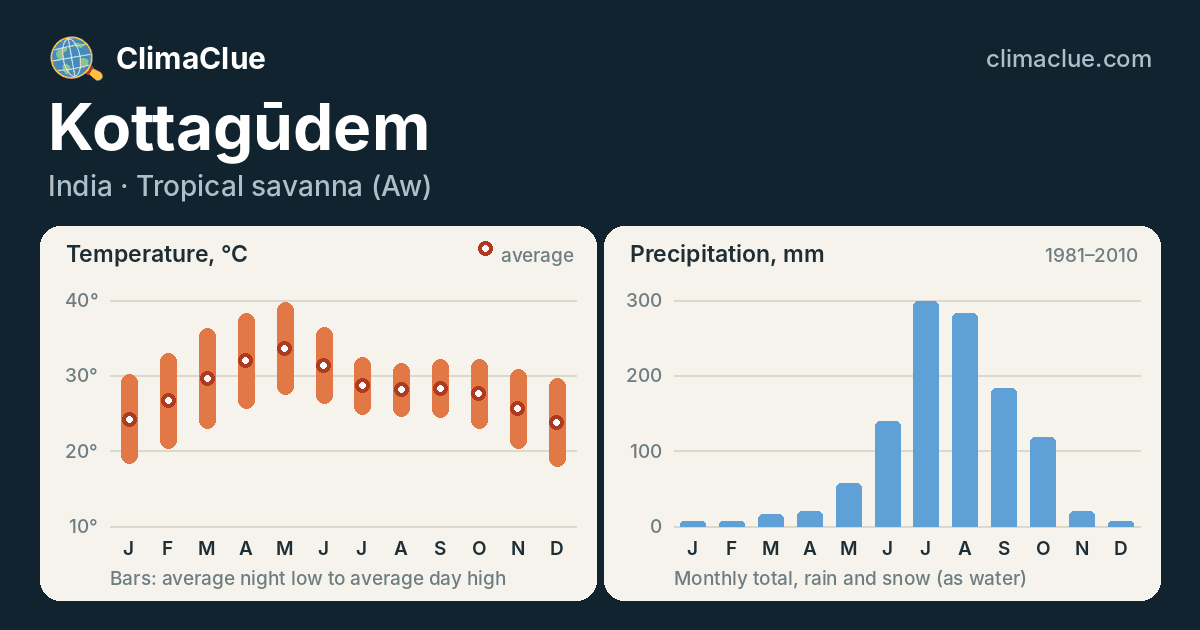 ClimaClue
climaclue.com
Kottagūdem
India · Tropical savanna (Aw)
Temperature, °C
average
40°
30°
20°
10°
J F M A M J J A S O N D
Bars: average night low to average day high
Precipitation, mm
1981–2010
300
200
100
0
J F M A M J J A S O N D
Monthly total, rain and snow (as water)